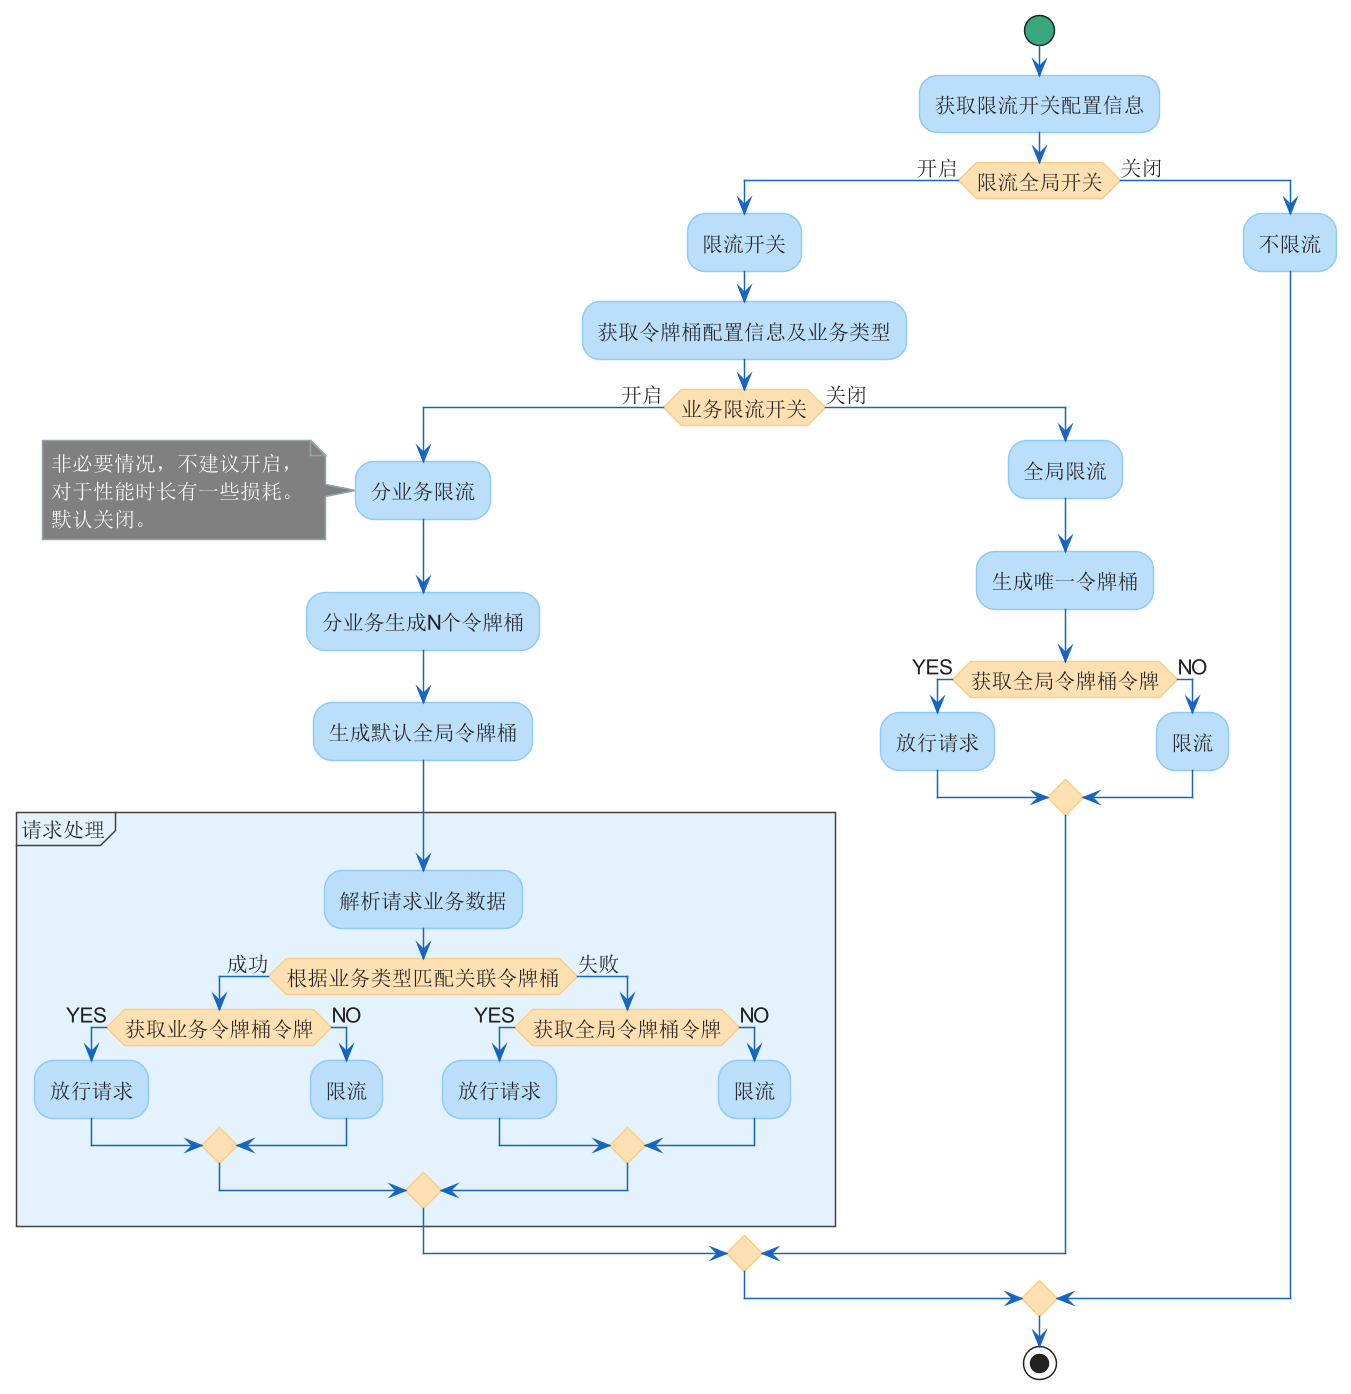 获取限流开关配置信息
开启
限流全局开关
关闭
限流开关
不限流
获取令牌桶配置信息及业务类型
开启
业务限流开关
关闭
非必要情况，不建议开启，
对于性能时长有一些损耗。
默认关闭。
分业务限流
全局限流
分业务生成N个令牌桶
生成唯一令牌桶
生成默认全局令牌桶
YES
获取全局令牌桶令牌
NO
放行请求
限流
请求处理
解析请求业务数据
成功
根据业务类型匹配关联令牌桶
失败
YES
获取业务令牌桶令牌
NO
YES
获取全局令牌桶令牌
NO
放行请求
限流
放行请求
限流